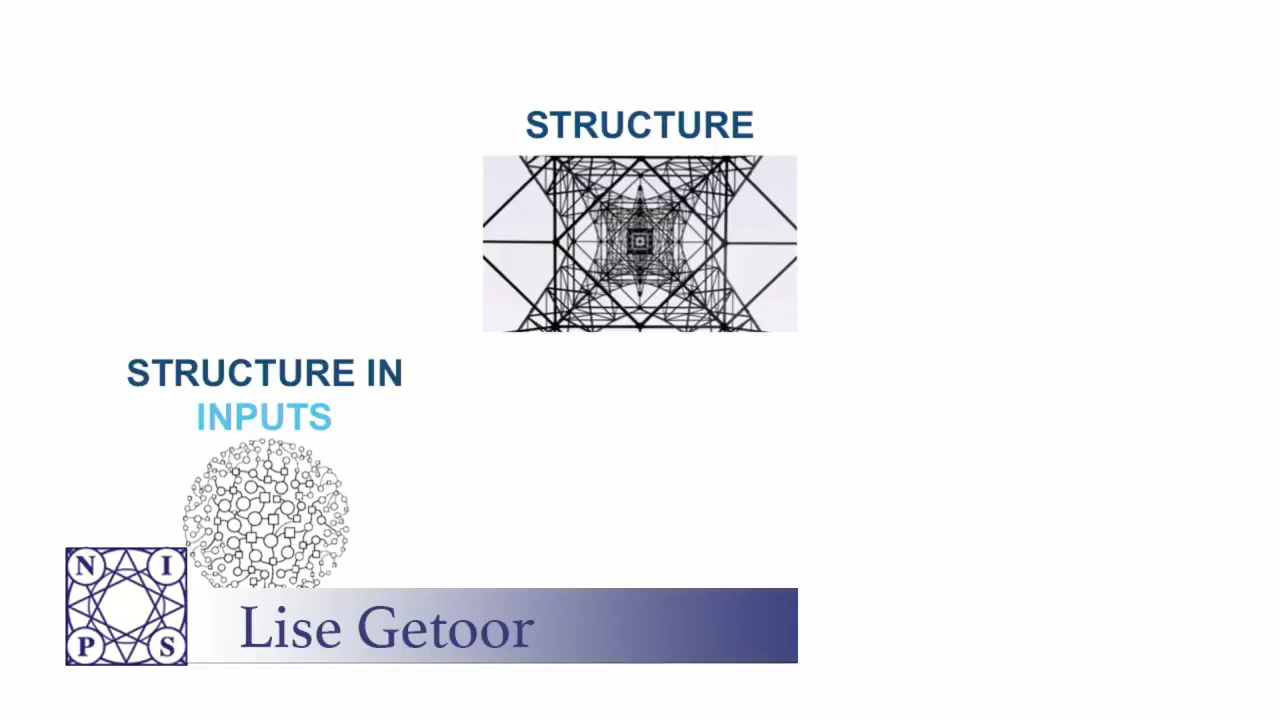 STRUCTURE
STRUCTURE IN
INPUTS
N I
P S
Lise Getoor